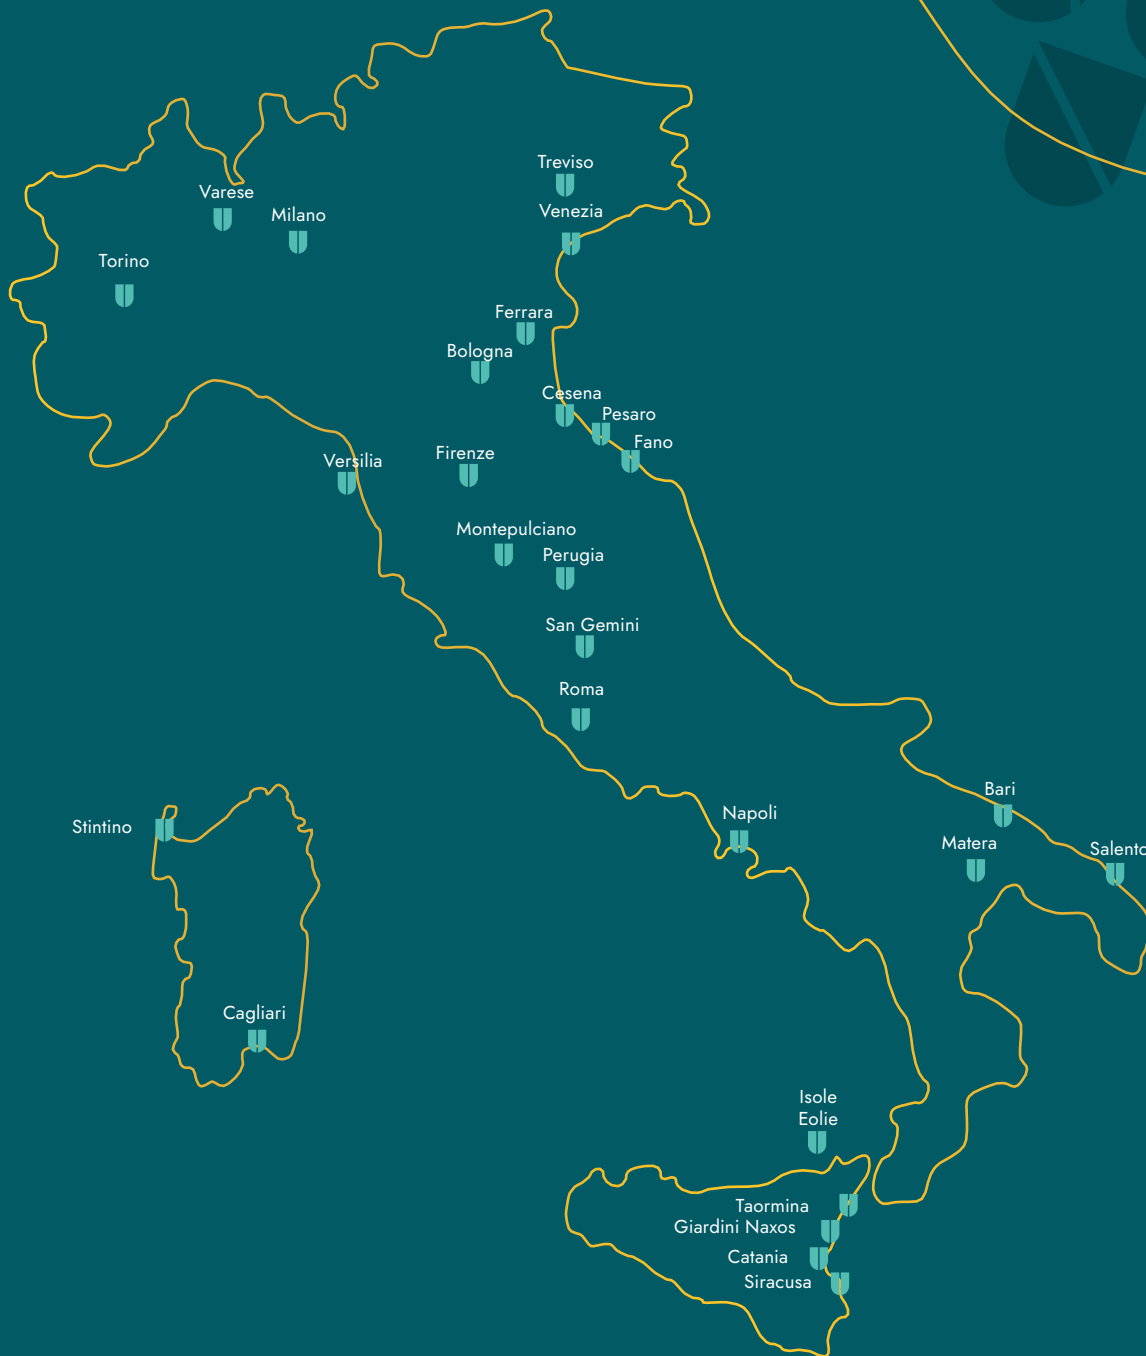 Treviso
Varese
Venezia
Milano
Torino
Ferrara
Bologna
Cesena
Pesaro
Fano
Firenze
Versilia
Montepulciano
Perugia
San Gemini
Roma
Bari
Napoli
Stintino
Matera
Salento
Cagliari
Isole
Eolie
Taormina
Giardini Naxos
Catania
Siracusa